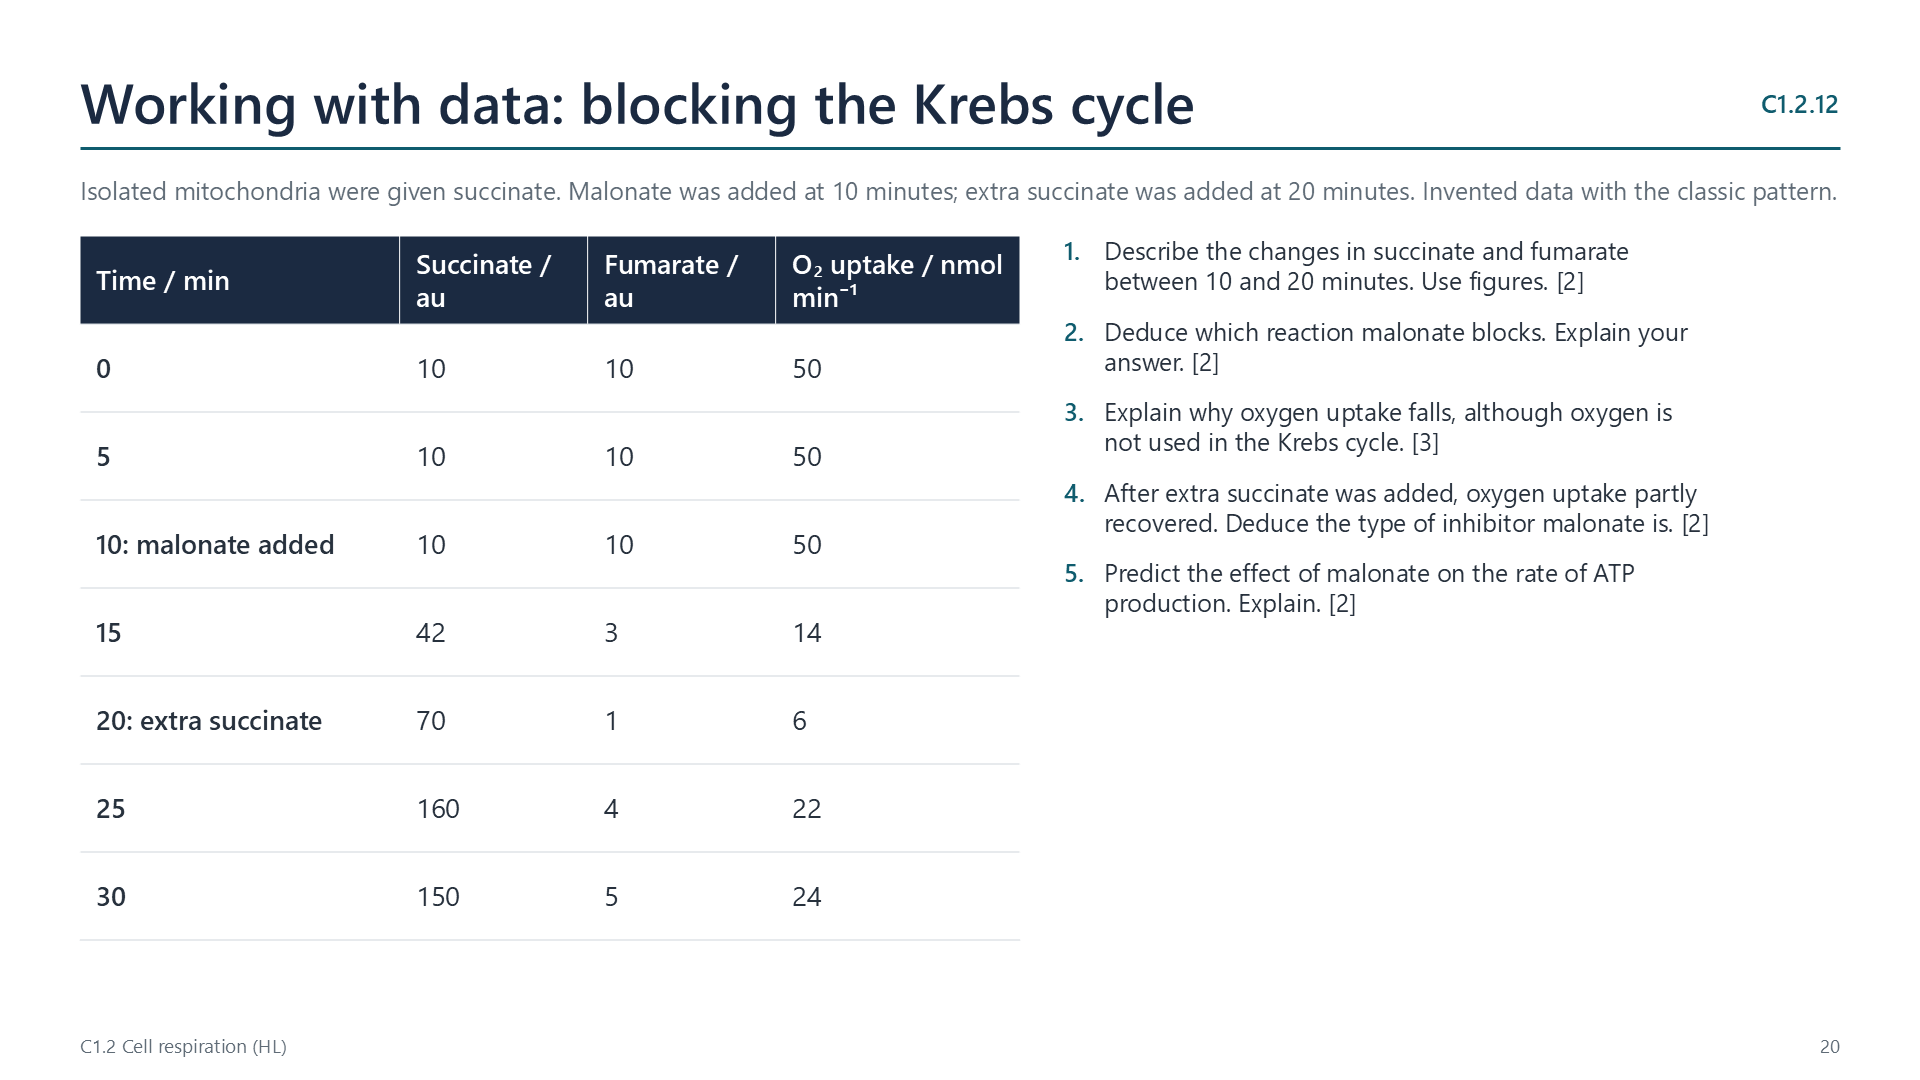 Working with data: blocking the Krebs cycle
C1.2.12
Isolated mitochondria were given succinate. Malonate was added at 10 minutes; extra succinate was added at 20 minutes. Invented data with the classic pattern.
Time / min
Succinate /
au
Fumarate /
au
O₂ uptake / nmol
min⁻¹
0 10 10 50
5 10 10 50
10: malonate added 10 10 50
15 42 3 14
20: extra succinate 70 1 6
25 160 4 22
30 150 5 24
1. Describe the changes in succinate and fumarate
between 10 and 20 minutes. Use figures. [2]
2. Deduce which reaction malonate blocks. Explain your
answer. [2]
3. Explain why oxygen uptake falls, although oxygen is
not used in the Krebs cycle. [3]
4. After extra succinate was added, oxygen uptake partly
recovered. Deduce the type of inhibitor malonate is. [2]
5. Predict the effect of malonate on the rate of ATP
production. Explain. [2]
C1.2 Cell respiration (HL)
20